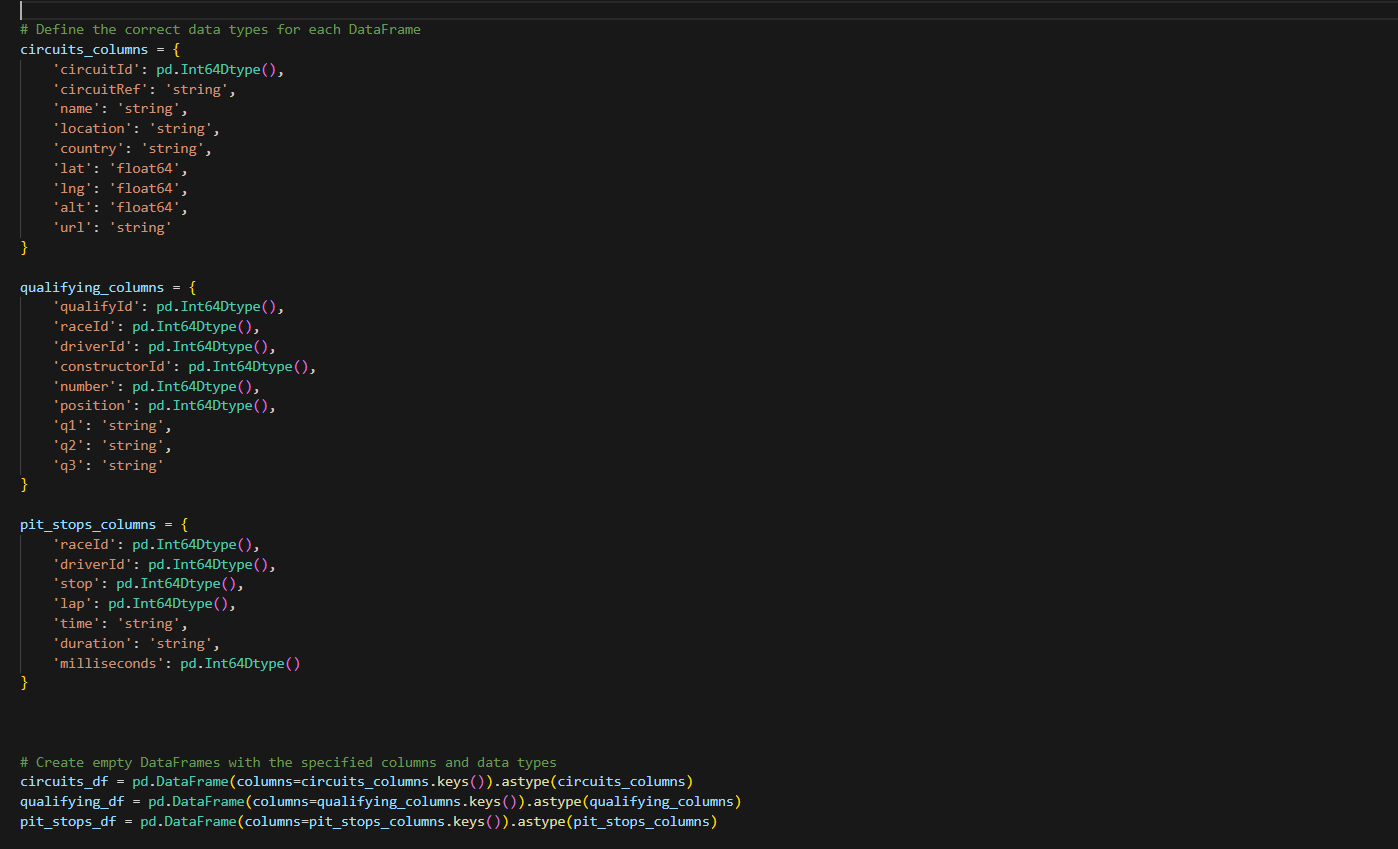 # Define the correct data types for each DataFrame
circuits_columns = {
    'circuitId': pd.Int64Dtype(),
    'circuitRef': 'string',
    'name': 'string',
    'location': 'string',
    'country': 'string',
    'lat': 'float64',
    'lng': 'float64',
    'alt': 'float64',
    'url': 'string'
}
qualifying_columns = {
    'qualifyId': pd.Int64Dtype(),
    'raceId': pd.Int64Dtype(),
    'driverId': pd.Int64Dtype(),
    'constructorId': pd.Int64Dtype(),
    'number': pd.Int64Dtype(),
    'position': pd.Int64Dtype(),
    'q1': 'string',
    'q2': 'string',
    'q3': 'string'
}
pit_stops_columns = {
    'raceId': pd.Int64Dtype(),
    'driverId': pd.Int64Dtype(),
    'stop': pd.Int64Dtype(),
    'lap': pd.Int64Dtype(),
    'time': 'string',
    'duration': 'string',
    'milliseconds': pd.Int64Dtype()
}
# Create empty DataFrames with the specified columns and data types
circuits_df = pd.DataFrame(columns=circuits_columns.keys()).astype(circuits_columns)
qualifying_df = pd.DataFrame(columns=qualifying_columns.keys()).astype(qualifying_columns)
pit_stops_df = pd.DataFrame(columns=pit_stops_columns.keys()).astype(pit_stops_columns)